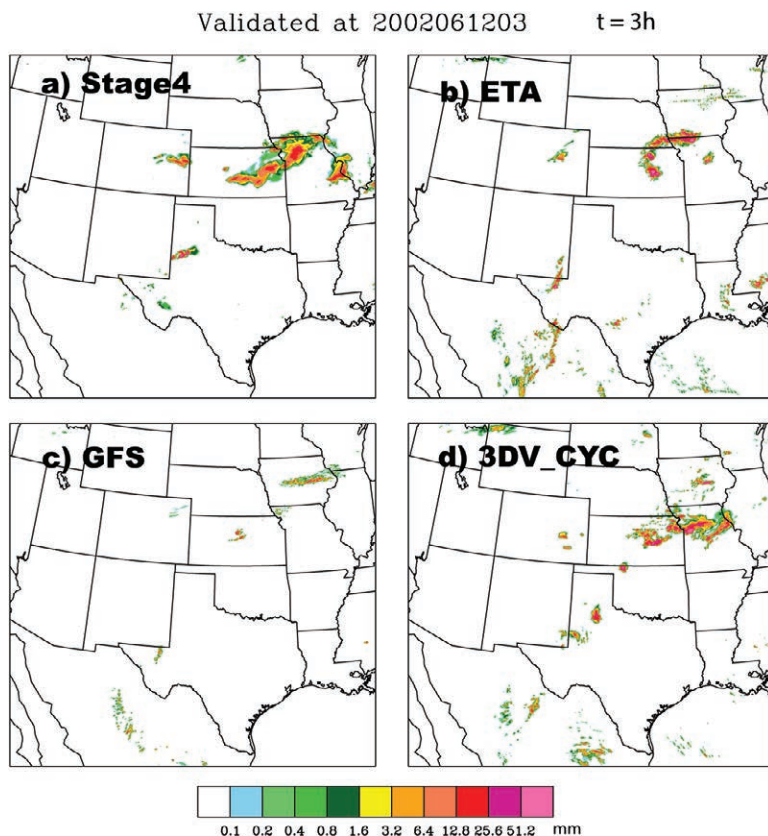 Validated at 2002061203 t = 3h
a) Stage4
b) ETA
c) GFS
d) 3DV_CYC
0.1 0.2 0.4 0.8 1.6 3.2 6.4 12.8 25.6 51.2 mm